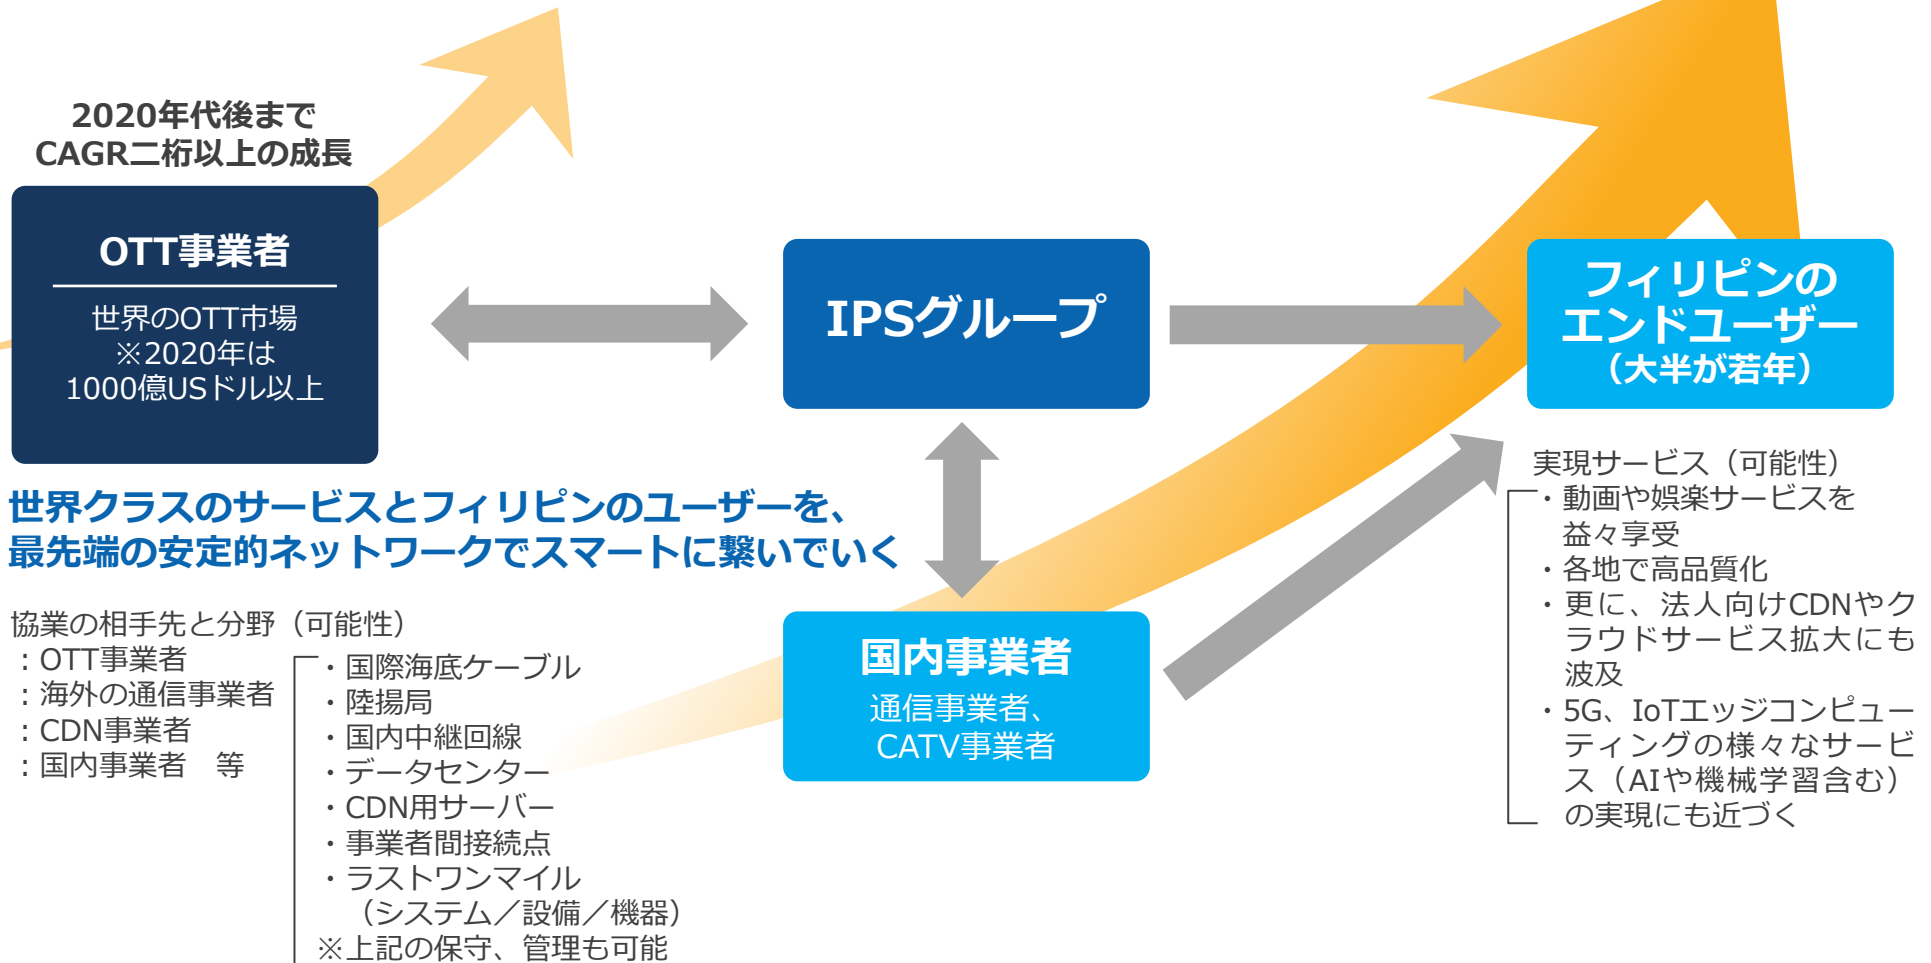 2020年代後まで
CAGR二桁以上の成長
OTT事業者
世界のOTT市場
※2020年は
1000億USドル以上
IPSグループ
フィリピンの
エンドユーザー
（大半が若年）
世界クラスのサービスとフィリピンのユーザーを、
最先端の安定的ネットワークでスマートに繋いでいく
協業の相手先と分野（可能性）
：OTT事業者
：海外の通信事業者
：CDN事業者
：国内事業者　等
・国際海底ケーブル
・陸揚局
・国内中継回線
・データセンター
・CDN用サーバー
・事業者間接続点
・ラストワンマイル
（システム／設備／機器）
※上記の保守、管理も可能
国内事業者
通信事業者、
CATV事業者
実現サービス（可能性）
・動画や娯楽サービスを
益々享受
・各地で高品質化
・更に、法人向けCDNやク
ラウドサービス拡大にも
波及
・5G、IoTエッジコンピュー
ティングの様々なサービ
ス（AIや機械学習含む）
の実現にも近づく